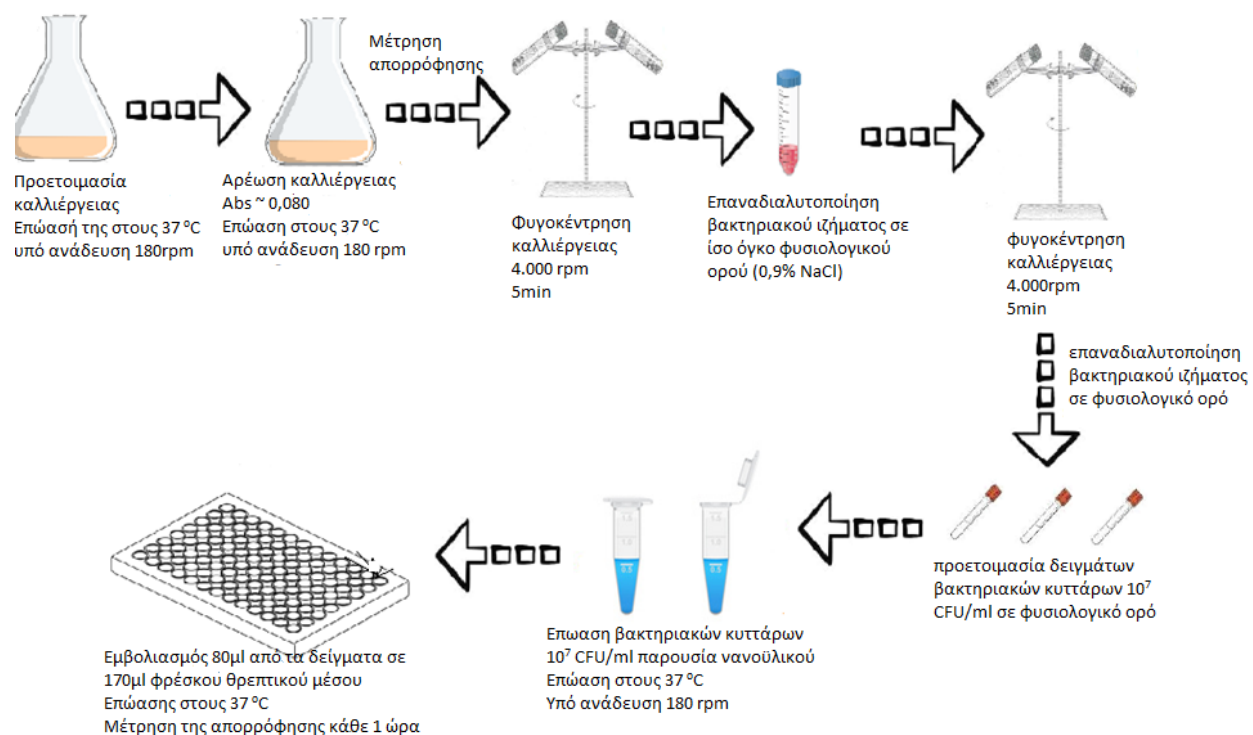 Προετοιμασία
καλλιέργειας
Επώασή της στους 37 ⁰C
υπό ανάδευση 180rpm
Αρέωση καλλιέργειας
Abs ~ 0,080
Επώαση στους 37 ⁰C
υπό ανάδευση 180 rpm
Μέτρηση
απορρόφησης
Φυγοκέντρηση
καλλιέργειας
4.000 rpm
5min
Επαναδιαλυτοποίηση
βακτηριακού ιζήματος σε
ίσο όγκο φυσιολογικού
ορού (0,9% NaCl)
φυγοκέντρηση
καλλιέργειας
4.000rpm
5min
επαναδιαλυτοποίηση
βακτηριακού ιζήματος
σε φυσιολογικό ορό
προετοιμασία δειγμάτων
βακτηριακών κυττάρων 10⁷
CFU/ml σε φυσιολογικό ορό
Επωαση βακτηριακών κυττάρων
10⁷ CFU/ml παρουσία νανοϋλικού
Επώαση στους 37 ⁰C
Υπό ανάδευση 180 rpm
Εμβολιασμός 80μl από τα δείγματα σε
170μl φρέσκου θρεπτικού μέσου
Επώασης στους 37 ⁰C
Μέτρηση της απορρόφησης κάθε 1 ώρα